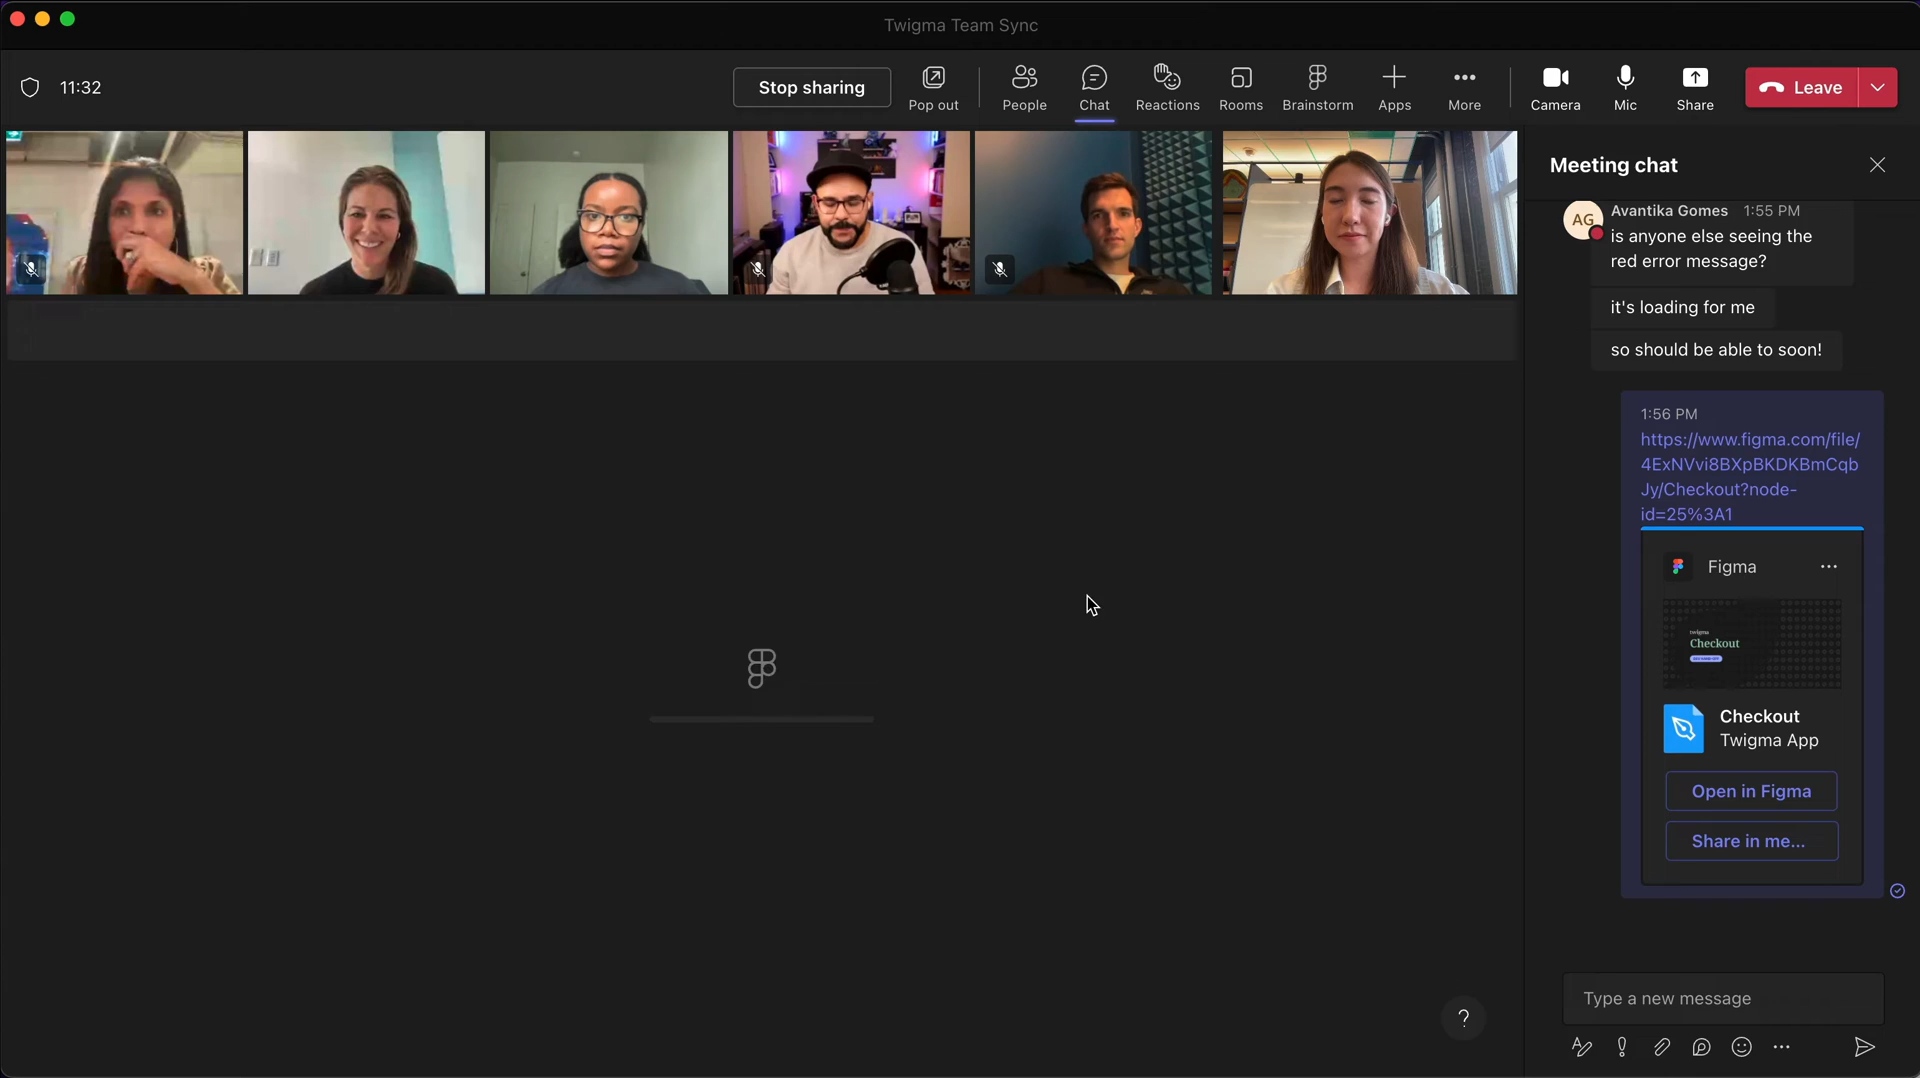 Twigma Team Sync
11:32
Stop sharing
Pop out
People
Chat
Reactions
Rooms
Brainstorm
Apps
More
Camera
Mic
Share
Leave
Meeting chat
AG
Avantika Gomes 1:55 PM
is anyone else seeing the
red error message?
it's loading for me
so should be able to soon!
1:56 PM
https://www.figma.com/file/
4ExNVvi8BXpBKDKBmCqb
Jy/Checkout?node-
id=25%3A1
Figma
twigma
Checkout
Checkout
Twigma App
Open in Figma
Share in me...
?
Type a new message